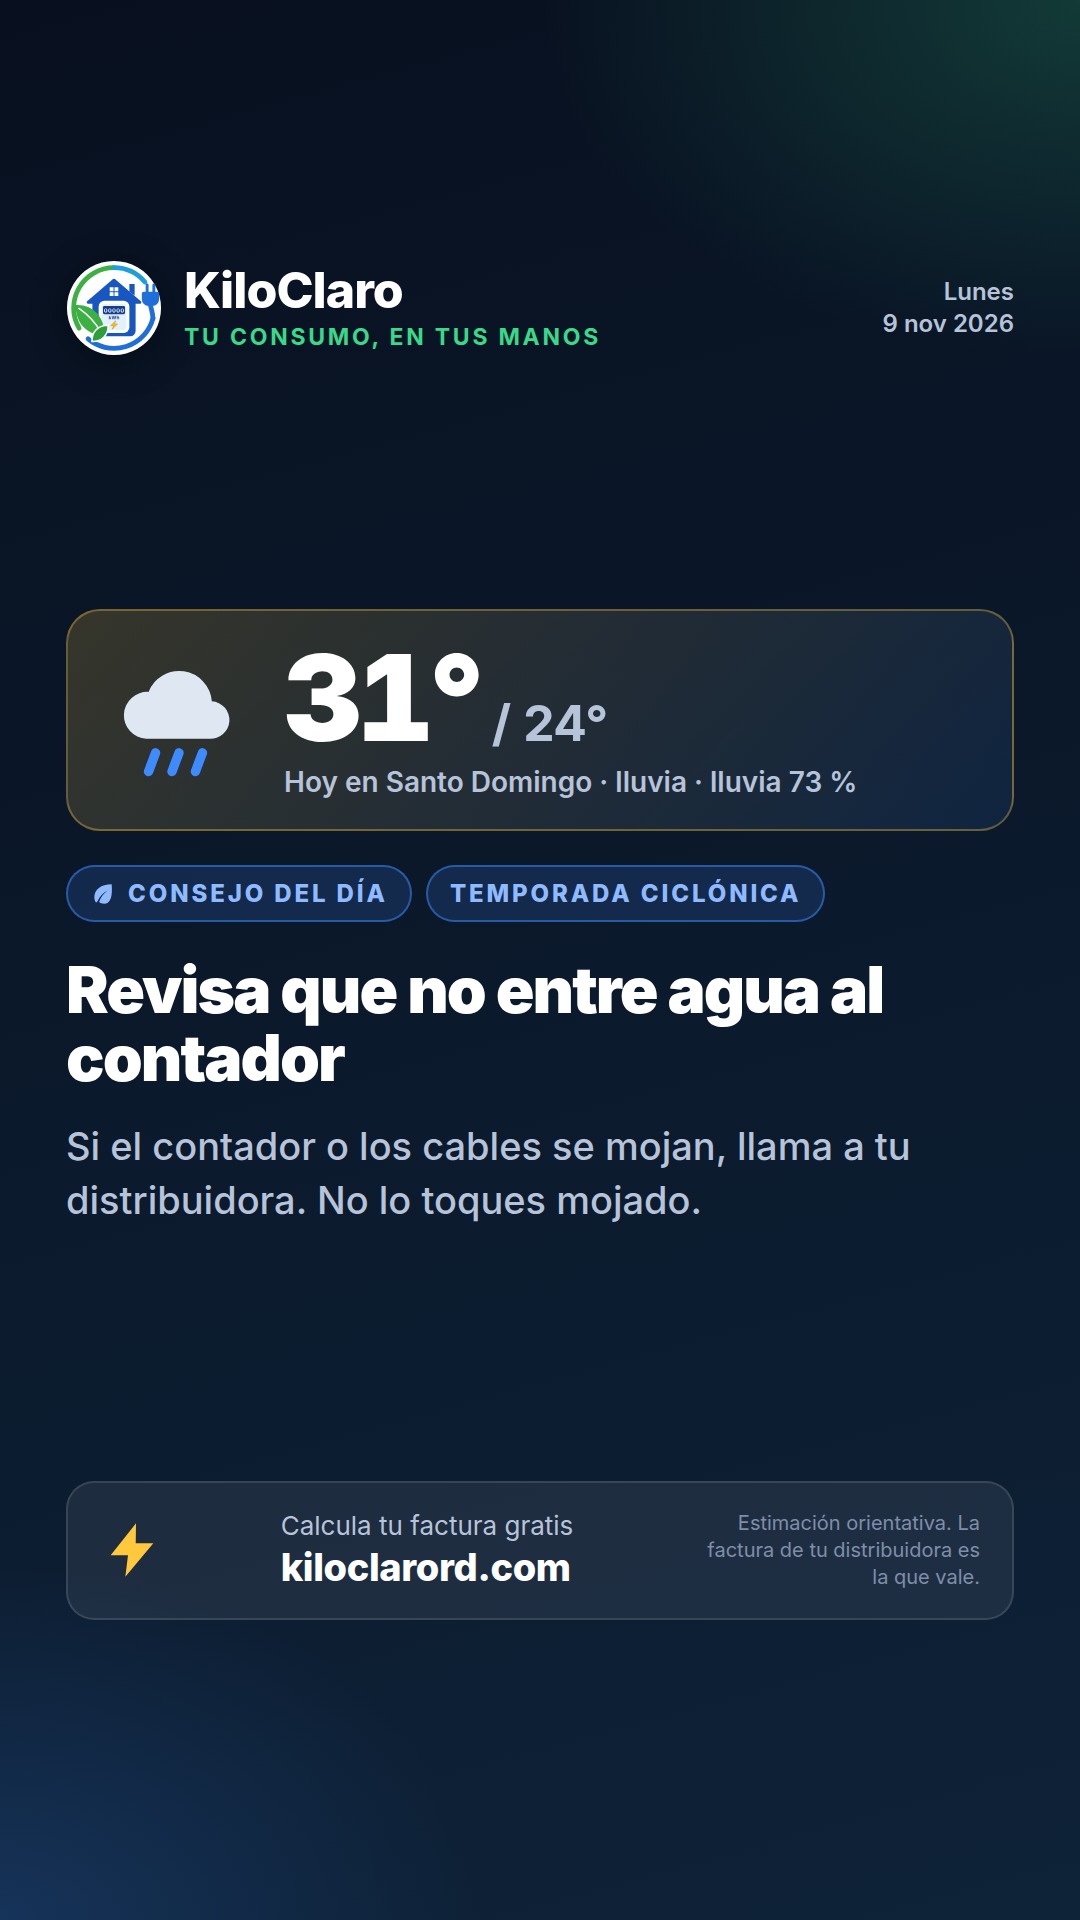 KiloClaro
TU CONSUMO, EN TUS MANOS
Lunes
9 nov 2026
31° / 24°
Hoy en Santo Domingo · lluvia · lluvia 73 %
CONSEJO DEL DÍA
TEMPORADA CICLÓNICA
Revisa que no entre agua al
contador
Si el contador o los cables se mojan, llama a tu
distribuidora. No lo toques mojado.
Calcula tu factura gratis
kiloclarord.com
Estimación orientativa. La
factura de tu distribuidora es
la que vale.